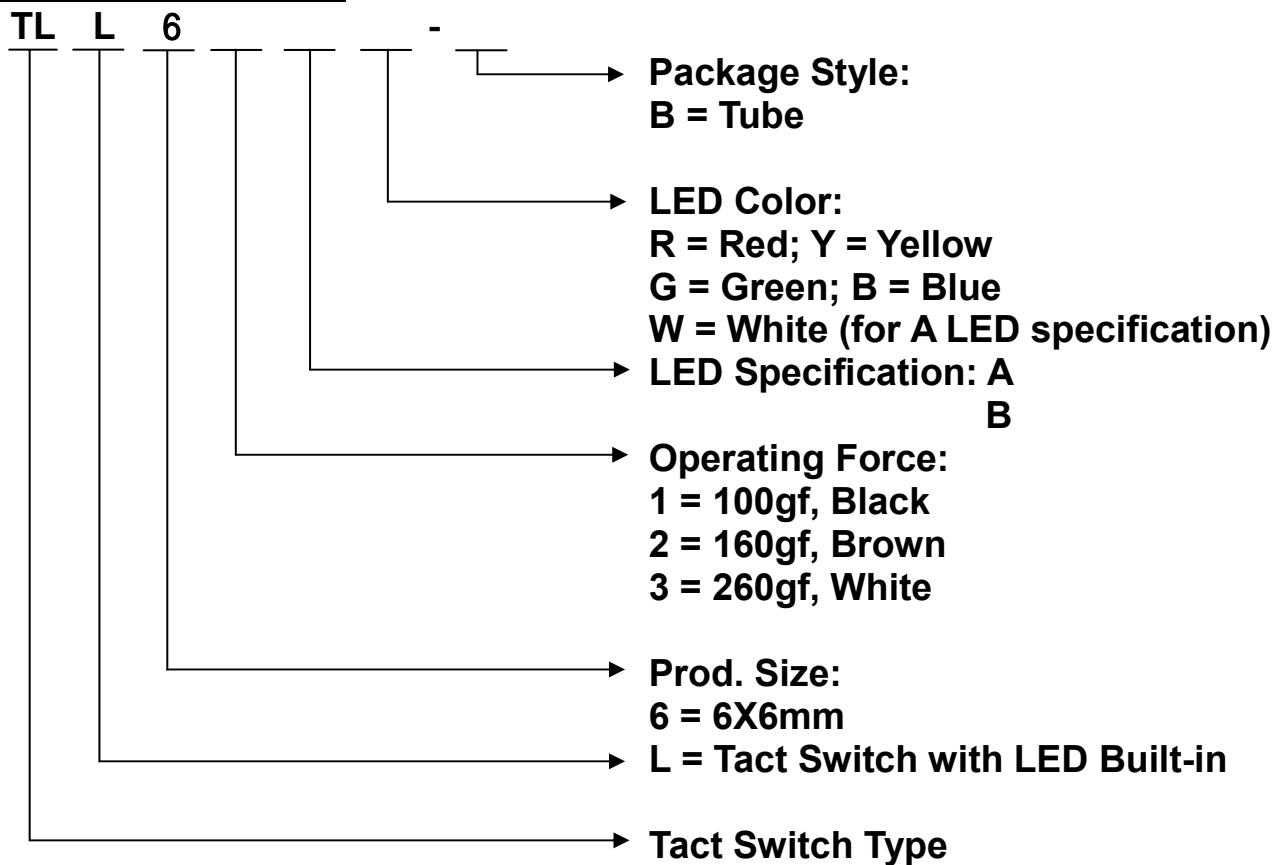 TL L 6 -
Package Style:
B = Tube
LED Color:
R = Red; Y = Yellow
G = Green; B = Blue
W = White (for A LED specification)
LED Specification: A
B
Operating Force:
1 = 100gf, Black
2 = 160gf, Brown
3 = 260gf, White
Prod. Size:
6 = 6X6mm
L = Tact Switch with LED Built-in
Tact Switch Type